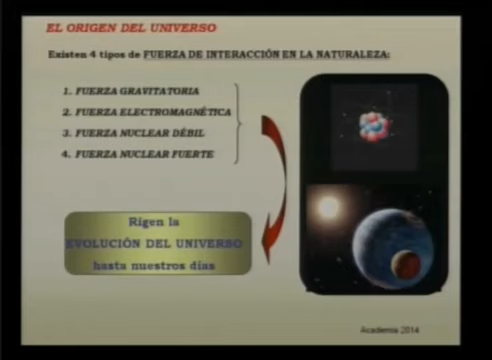 EL ORIGEN DEL UNIVERSO
Existen 4 tipos de FUERZA DE INTERACCIÓN EN LA NATURALEZA:
1. FUERZA GRAVITATORIA
2. FUERZA ELECTROMAGNÉTICA
3. FUERZA NUCLEAR DÉBIL
4. FUERZA NUCLEAR FUERTE
Rigen la
EVOLUCIÓN DEL UNIVERSO
hasta nuestros días
Academia 2014